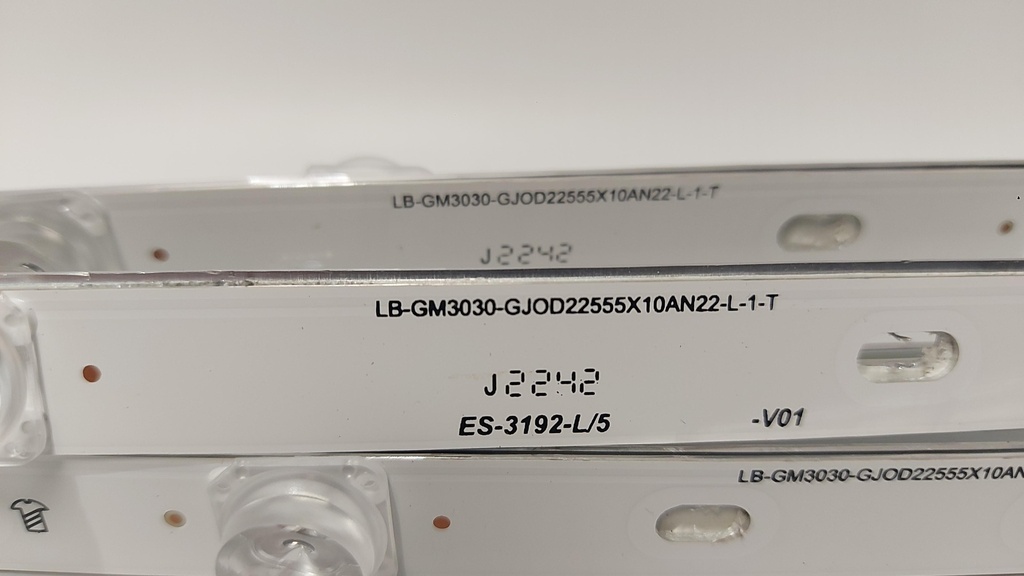 LB-GM3030-GJOD22555X10AN22-L-1-T
J2242
LB-GM3030-GJOD22555X10AN22-L-1-T
J2242
ES-3192-L/5 -V01
LB-GM3030-GJOD22555X10AN